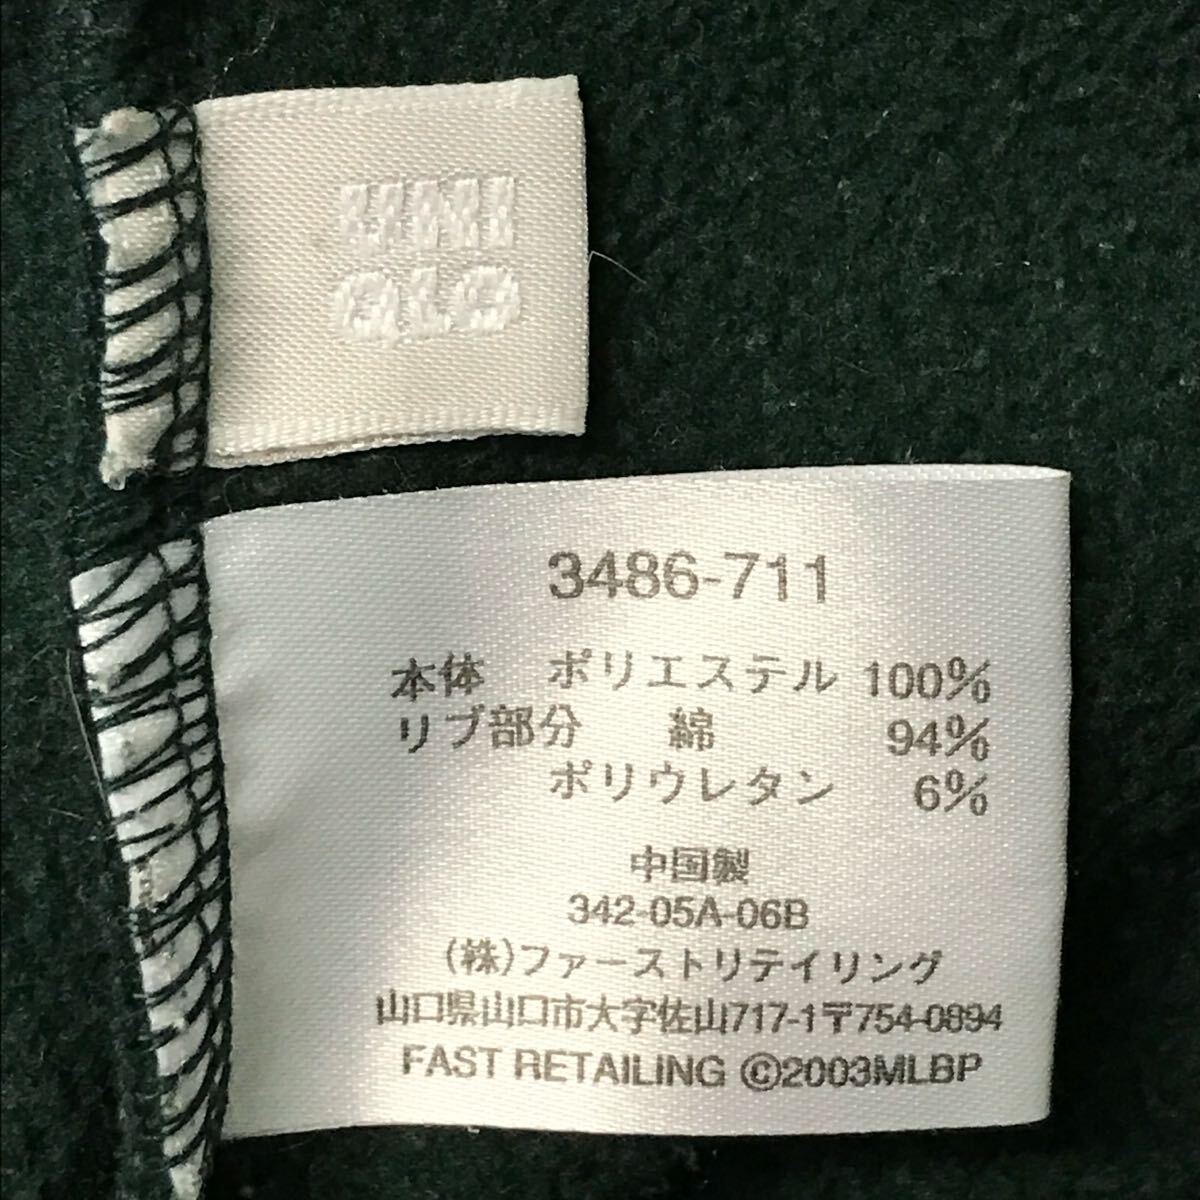 UNI
QLO
3486-711
本体 ポリエステル 100%
リブ部分 綿 94%
ポリウレタン 6%
中国製
342-05A-06B
(株)ファーストリテイリング
山口県山口市大字佐山717-1〒754-0894
FAST RETAILING ©2003MLBP